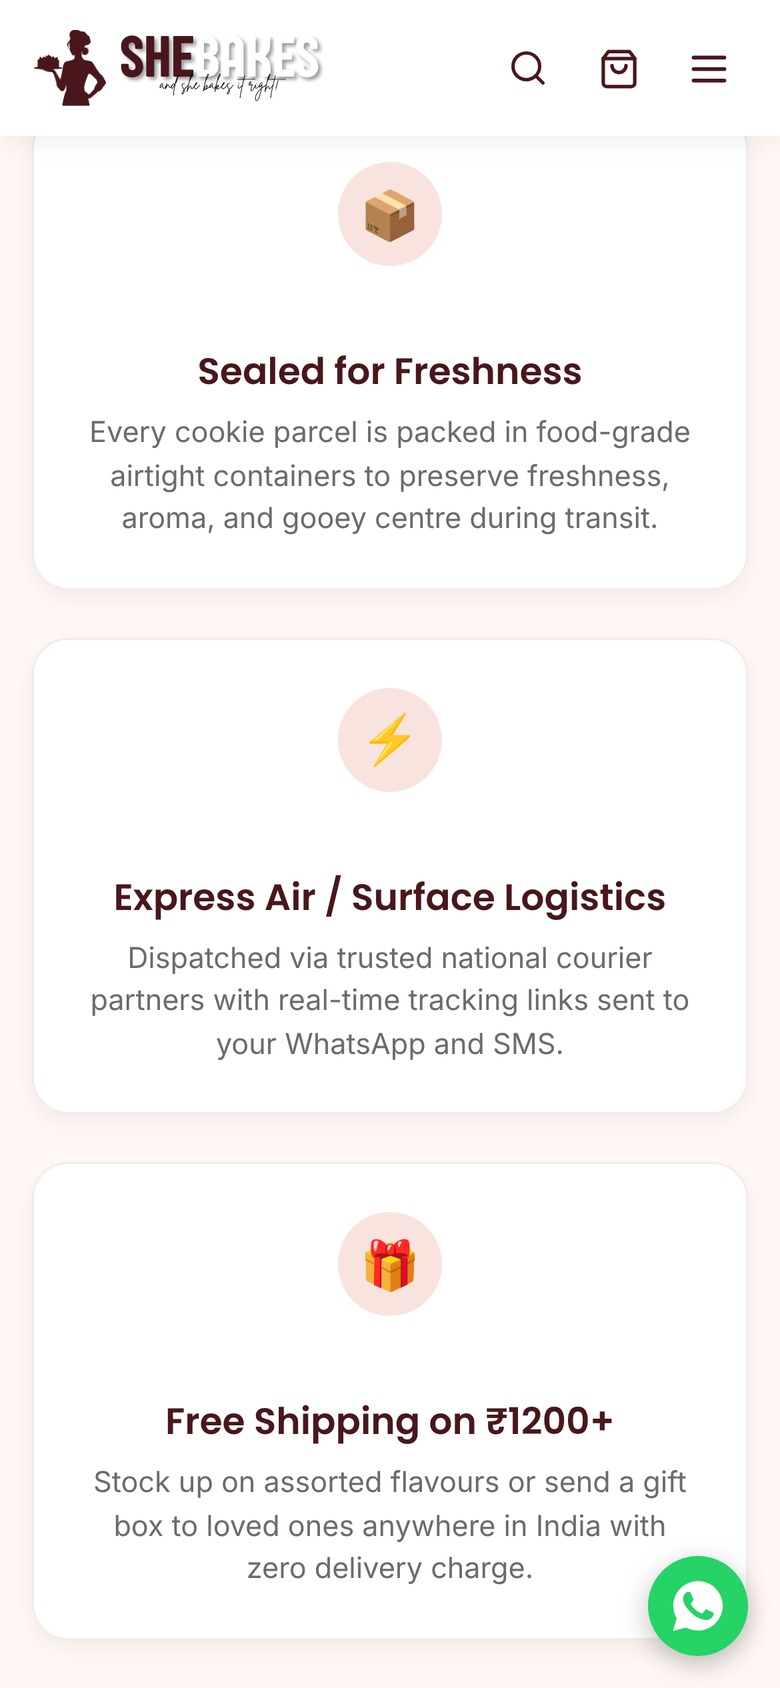 SHEBAKES
and she bakes it right!
Sealed for Freshness
Every cookie parcel is packed in food-grade
airtight containers to preserve freshness,
aroma, and gooey centre during transit.
Express Air / Surface Logistics
Dispatched via trusted national courier
partners with real-time tracking links sent to
your WhatsApp and SMS.
Free Shipping on ₹1200+
Stock up on assorted flavours or send a gift
box to loved ones anywhere in India with
zero delivery charge.